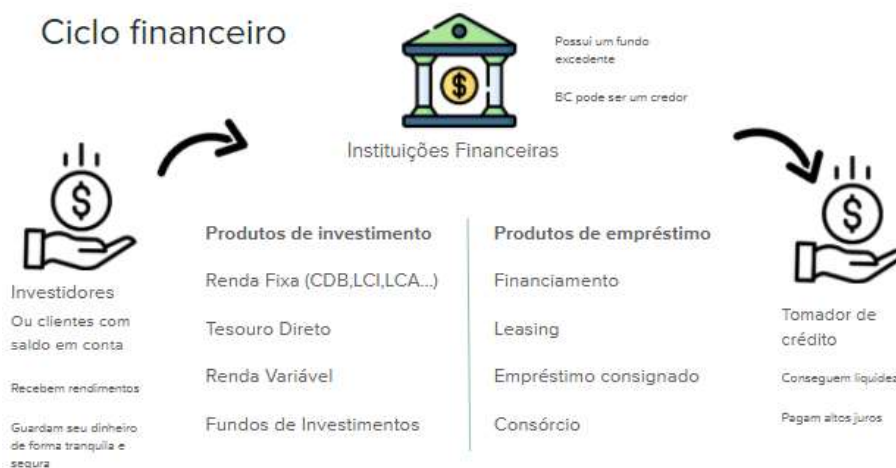 Ciclo financeiro
Possui um fundo
excedente
BC pode ser um credor
Instituições Financeiras
Investidores
Ou clientes com
saldo em conta
Recebem rendimentos
Guardam seu dinheiro
de forma tranquila e
segura
Produtos de investimento
Renda Fixa (CDB,LCI,LCA...)
Tesouro Direto
Renda Variável
Fundos de Investimentos
Produtos de empréstimo
Financiamento
Leasing
Empréstimo consignado
Consórcio
Tomador de
crédito
Conseguem liquidez
Pagam altos juros